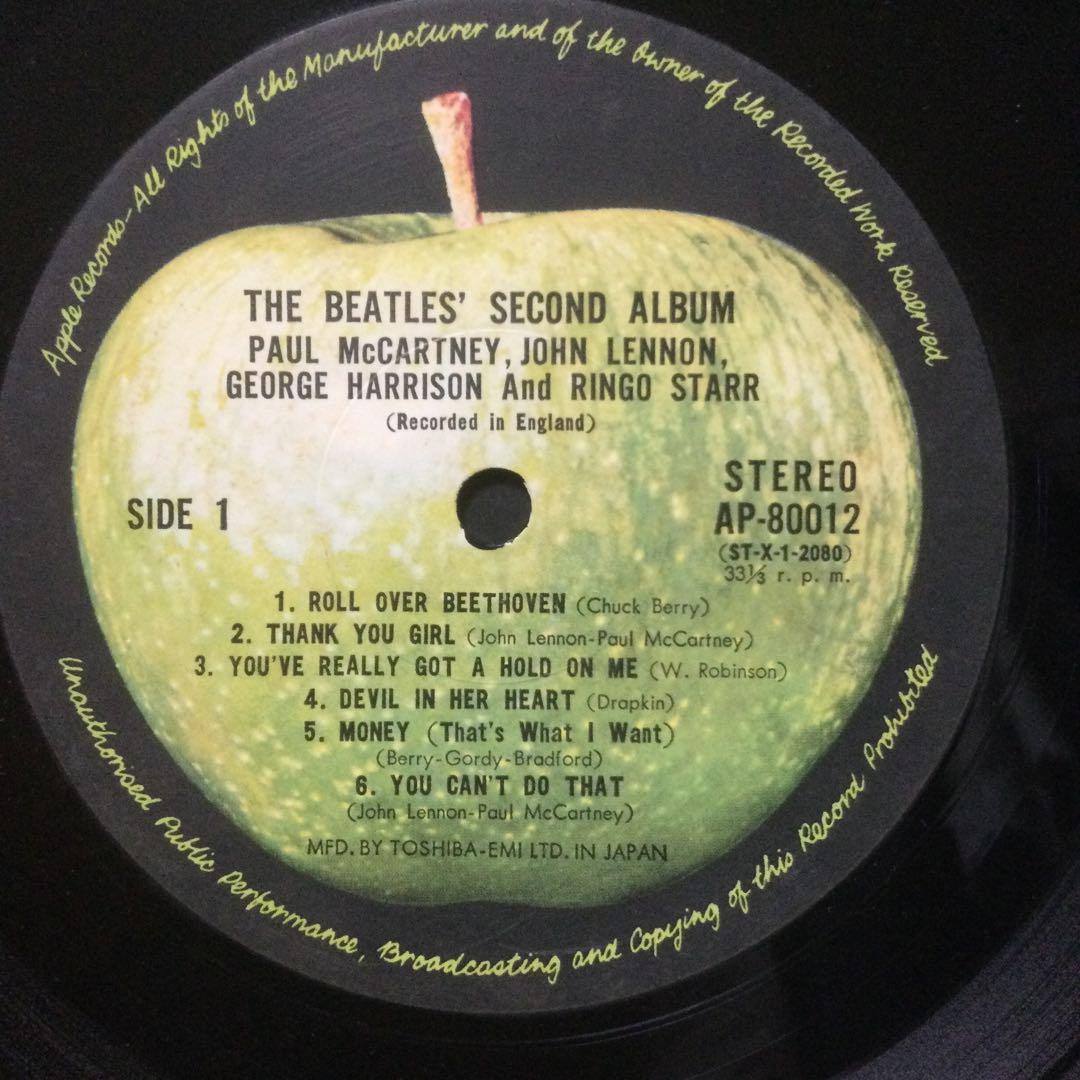 Apple Records-All Rights of the Manufacturer and of the Owner of the Recorded Work Reserved
THE BEATLES' SECOND ALBUM
PAUL McCARTNEY, JOHN LENNON,
GEORGE HARRISON And RINGO STARR
(Recorded in England)
SIDE 1
STEREO
AP-80012
(ST-X-1-2080)
33⅓ r. p. m.
1. ROLL OVER BEETHOVEN (Chuck Berry)
2. THANK YOU GIRL (John Lennon-Paul McCartney)
3. YOU'VE REALLY GOT A HOLD ON ME (W. Robinson)
4. DEVIL IN HER HEART (Drapkin)
5. MONEY (That's What I Want)
(Berry-Gordy-Bradford)
6. YOU CAN'T DO THAT
(John Lennon-Paul McCartney)
MFD. BY TOSHIBA-EMI LTD. IN JAPAN
Unauthorised Public Performance, Broadcasting and Copying of this Record Prohibited